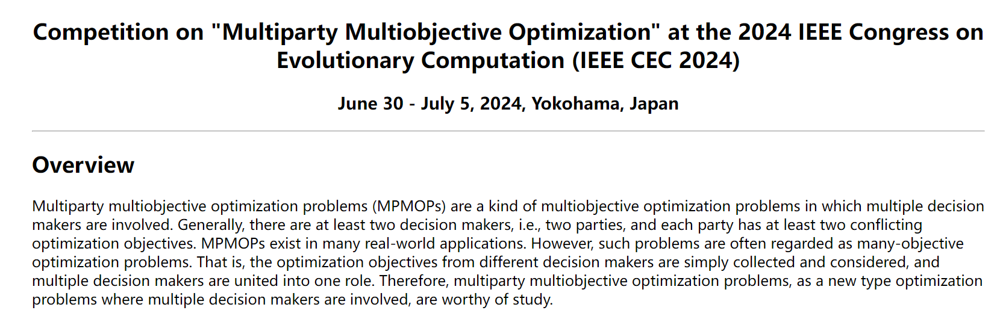 Competition on "Multiparty Multiobjective Optimization" at the 2024 IEEE Congress on
Evolutionary Computation (IEEE CEC 2024)
June 30 - July 5, 2024, Yokohama, Japan
Overview
Multiparty multiobjective optimization problems (MPMOPs) are a kind of multiobjective optimization problems in which multiple decision
makers are involved. Generally, there are at least two decision makers, i.e., two parties, and each party has at least two conflicting
optimization objectives. MPMOPs exist in many real-world applications. However, such problems are often regarded as many-objective
optimization problems. That is, the optimization objectives from different decision makers are simply collected and considered, and
multiple decision makers are united into one role. Therefore, multiparty multiobjective optimization problems, as a new type optimization
problems where multiple decision makers are involved, are worthy of study.